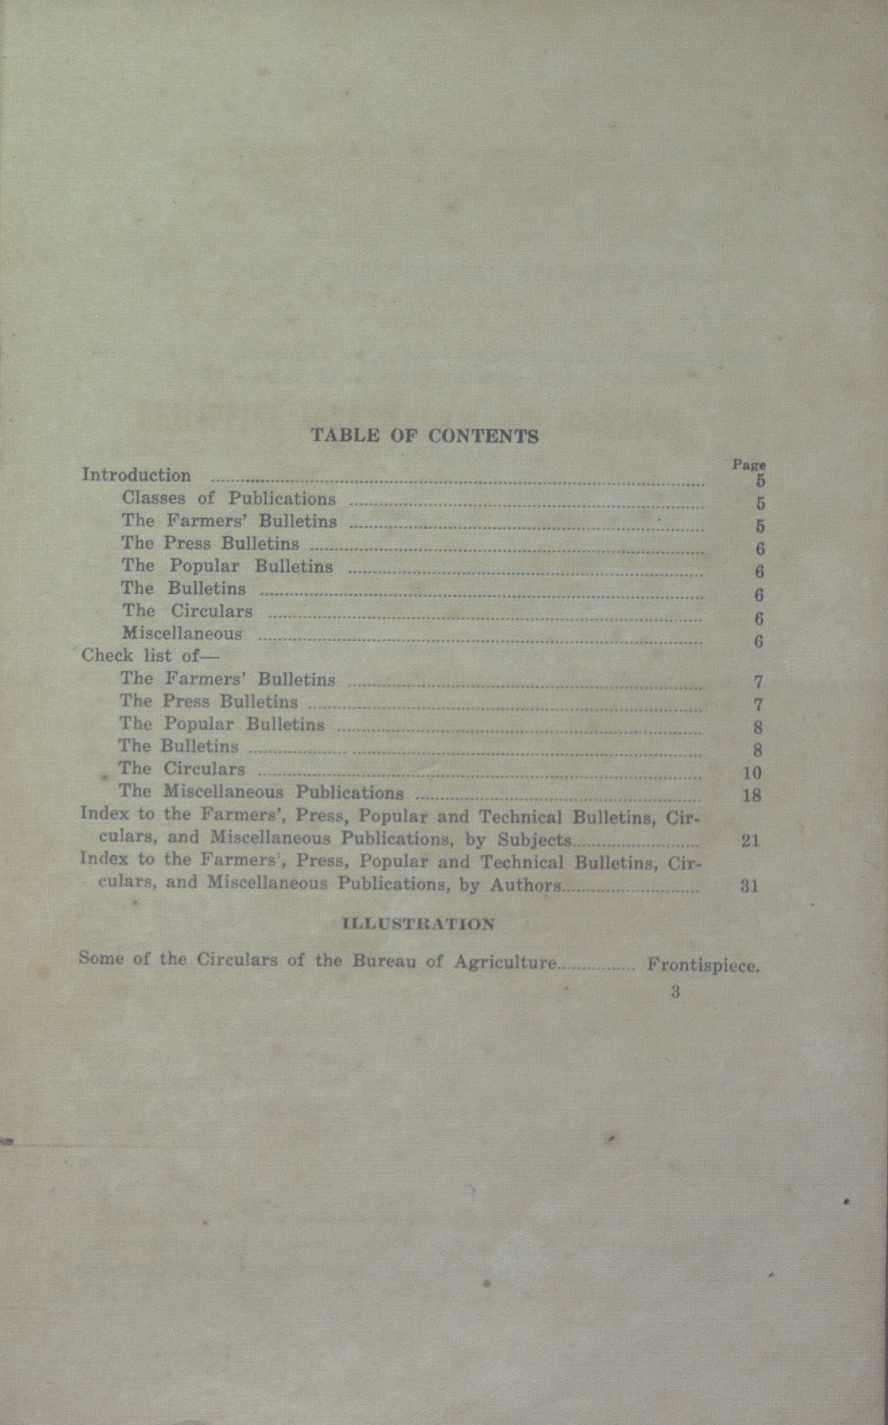 TABLE OF CONTENTS
Page
Introduction ........ 5
Classes of Publications ........ 5
The Farmers' Bulletins ........ 5
The Press Bulletins ........ 6
The Popular Bulletins ........ 6
The Bulletins ........ 6
The Circulars ........ 6
Miscellaneous ........ 6
Check list of—
The Farmers' Bulletins ........ 7
The Press Bulletins ........ 7
The Popular Bulletins ........ 8
The Bulletins ........ 8
The Circulars ........ 10
The Miscellaneous Publications ........ 18
Index to the Farmers', Press, Popular and Technical Bulletins, Cir-
culars, and Miscellaneous Publications, by Subjects ........ 21
Index to the Farmers', Press, Popular and Technical Bulletins, Cir-
culars, and Miscellaneous Publications, by Authors ........ 31
ILLUSTRATION
Some of the Circulars of the Bureau of Agriculture ........ Frontispiece.
3